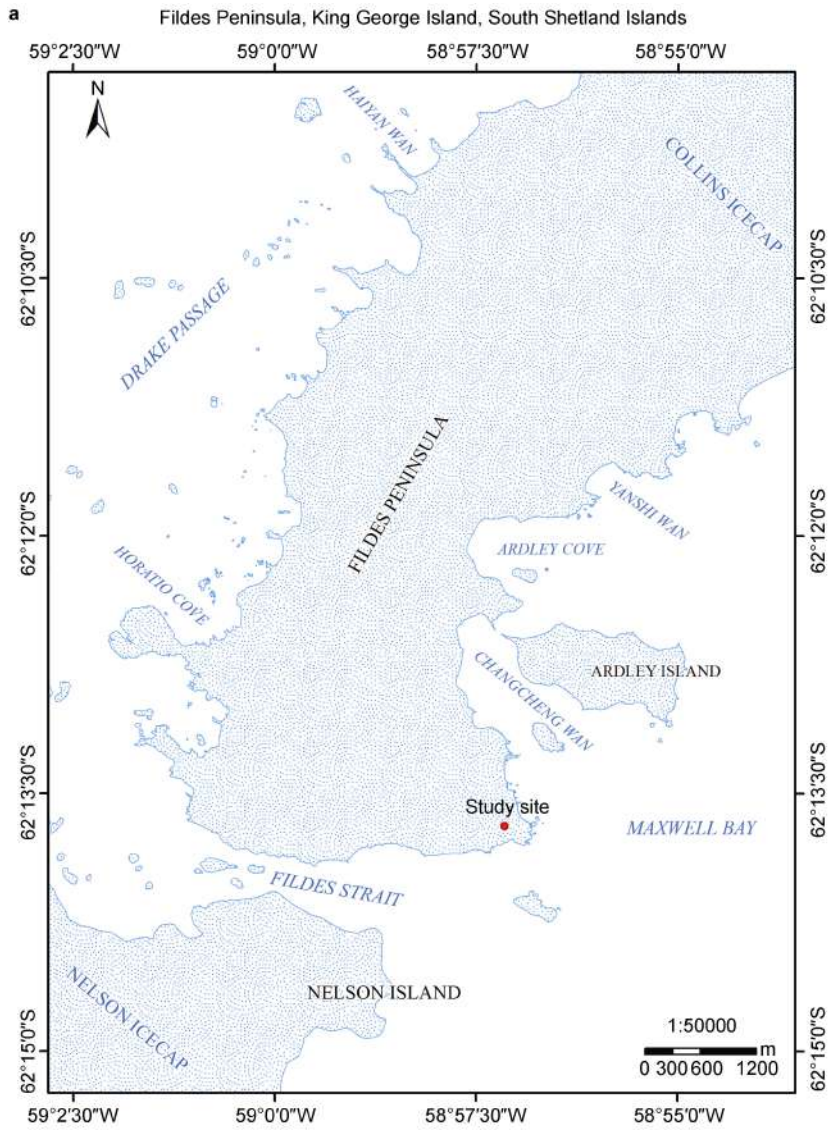 a
Fildes Peninsula, King George Island, South Shetland Islands
59°2'30"W 59°0'0"W 58°57'30"W 58°55'0"W
N
HAIYAN WAN
COLLINS ICECAP
62°10'30"S 62°10'30"S
DRAKE PASSAGE
FILDES PENINSULA
YANSHI WAN
62°12'0"S 62°12'0"S
ARDLEY COVE
HORATIO COVE
ARDLEY ISLAND
CHANGCHENG WAN
62°13'30"S 62°13'30"S
Study site
MAXWELL BAY
FILDES STRAIT
NELSON ISLAND
NELSON ICECAP
1:50000
m
0 300 600 1200
62°15'0"S 62°15'0"S
59°2'30"W 59°0'0"W 58°57'30"W 58°55'0"W